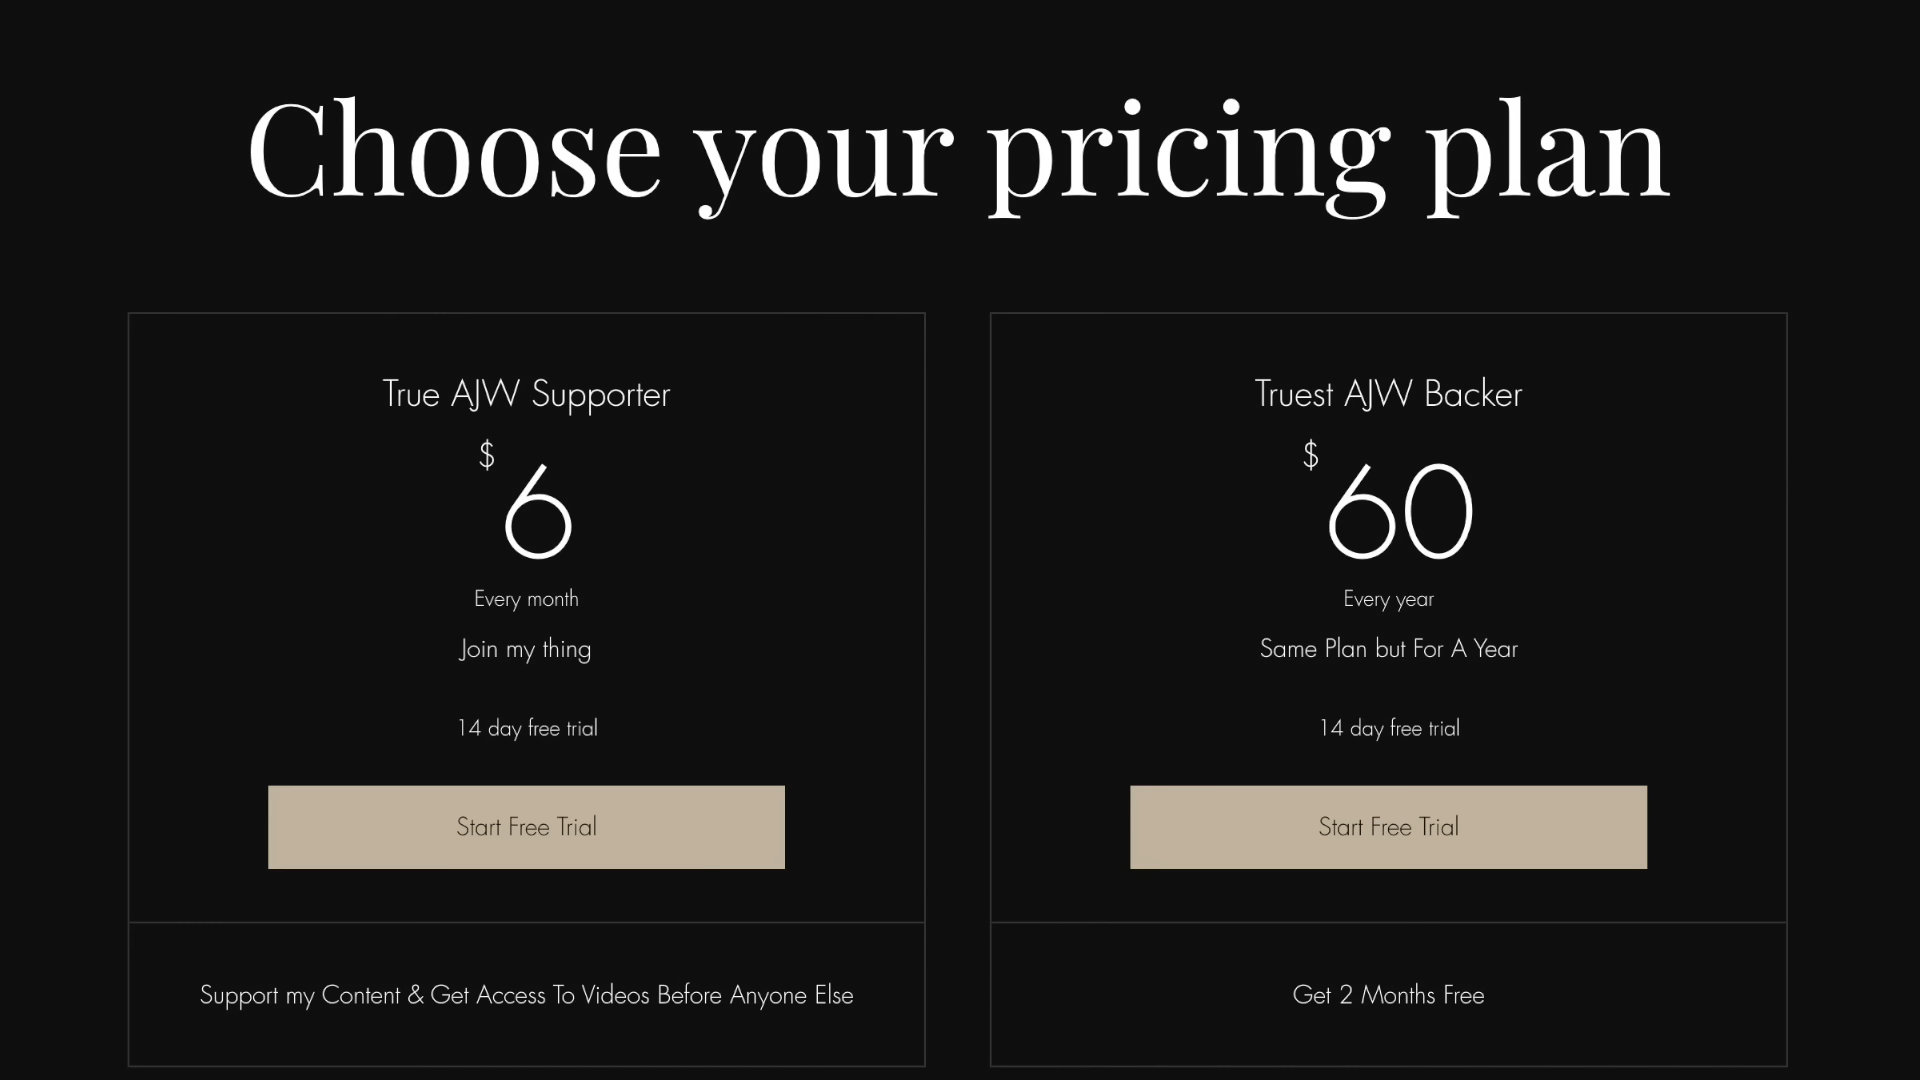 Choose your pricing plan
True AJW Supporter
$6
Every month
Join my thing
14 day free trial
Start Free Trial
Support my Content & Get Access To Videos Before Anyone Else
Truest AJW Backer
$60
Every year
Same Plan but For A Year
14 day free trial
Start Free Trial
Get 2 Months Free